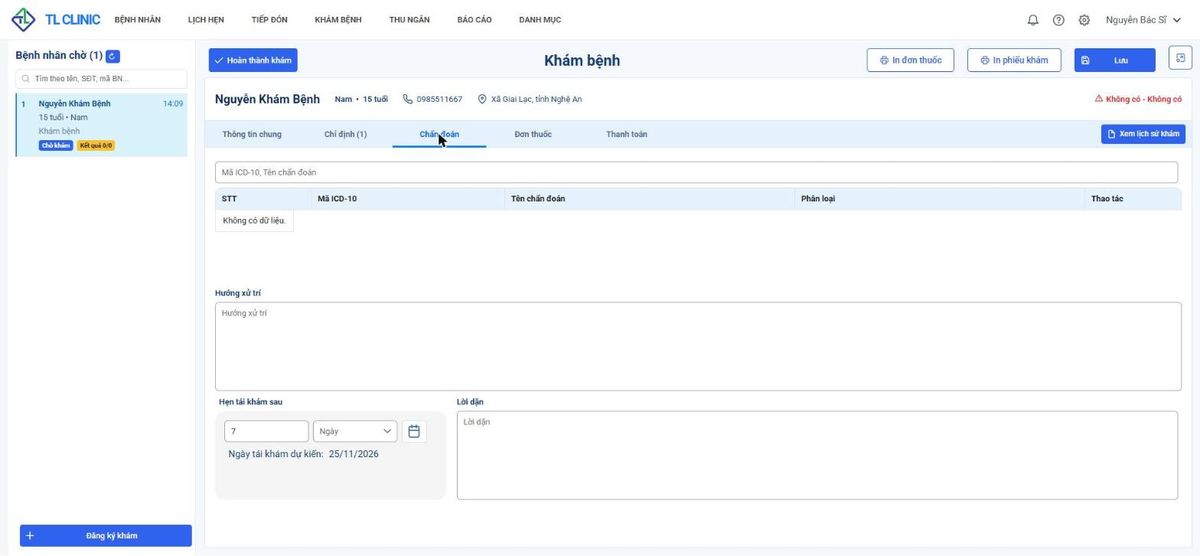 TL CLINIC
BỆNH NHÂN
LỊCH HẸN
TIẾP ĐÓN
KHÁM BỆNH
THU NGÂN
BÁO CÁO
DANH MỤC
Nguyễn Bác Sĩ
Bệnh nhân chờ (1)
Tìm theo tên, SĐT, mã BN...
1 Nguyễn Khám Bệnh 14:09
15 tuổi • Nam
Khám bệnh
Chờ khám
Kết quả 0/0
Đăng ký khám
Hoàn thành khám
Khám bệnh
In đơn thuốc
In phiếu khám
Lưu
Nguyễn Khám Bệnh
Nam • 15 tuổi
0985511667
Xã Giai Lạc, tỉnh Nghệ An
Không có - Không có
Thông tin chung
Chỉ định (1)
Chẩn đoán
Đơn thuốc
Thanh toán
Xem lịch sử khám
Mã ICD-10, Tên chẩn đoán
STT
Mã ICD-10
Tên chẩn đoán
Phân loại
Thao tác
Không có dữ liệu.
Hướng xử trí
Hướng xử trí
Hẹn tái khám sau
7
Ngày
Ngày tái khám dự kiến: 25/11/2026
Lời dặn
Lời dặn